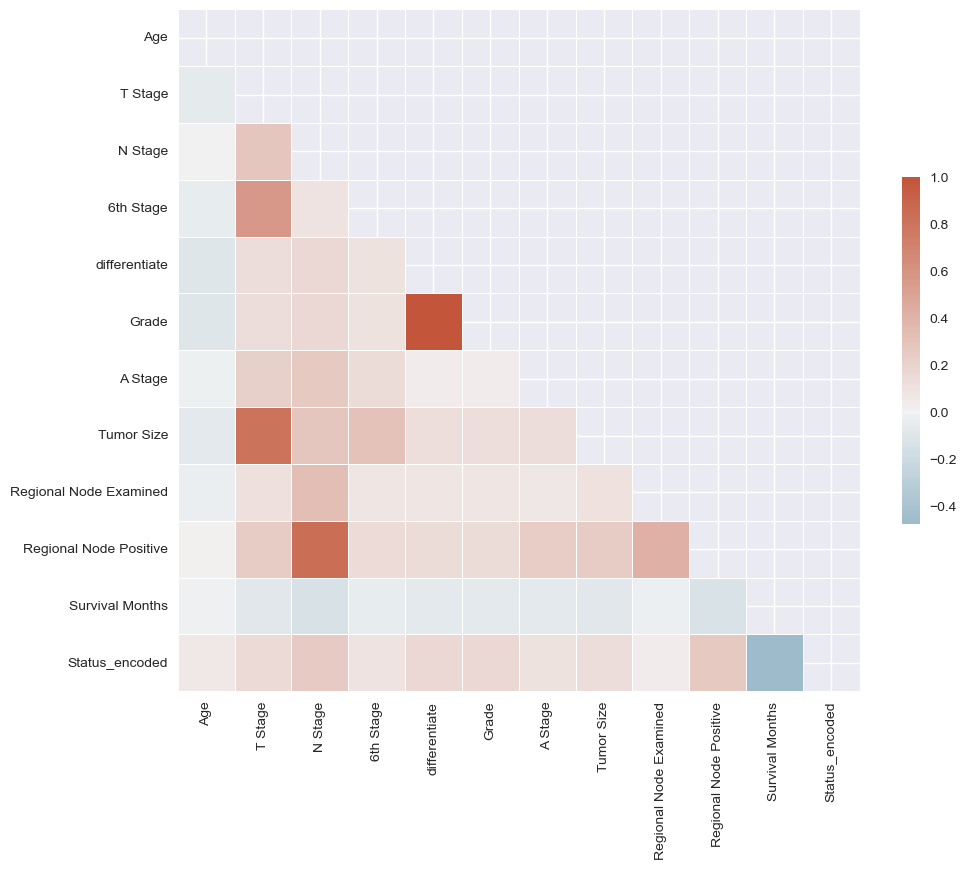 Age
T Stage
N Stage
6th Stage
differentiate
Grade
A Stage
Tumor Size
Regional Node Examined
Regional Node Positive
Survival Months
Status_encoded
Age
T Stage
N Stage
6th Stage
differentiate
Grade
A Stage
Tumor Size
Regional Node Examined
Regional Node Positive
Survival Months
Status_encoded
1.0
0.8
0.6
0.4
0.2
0.0
−0.2
−0.4